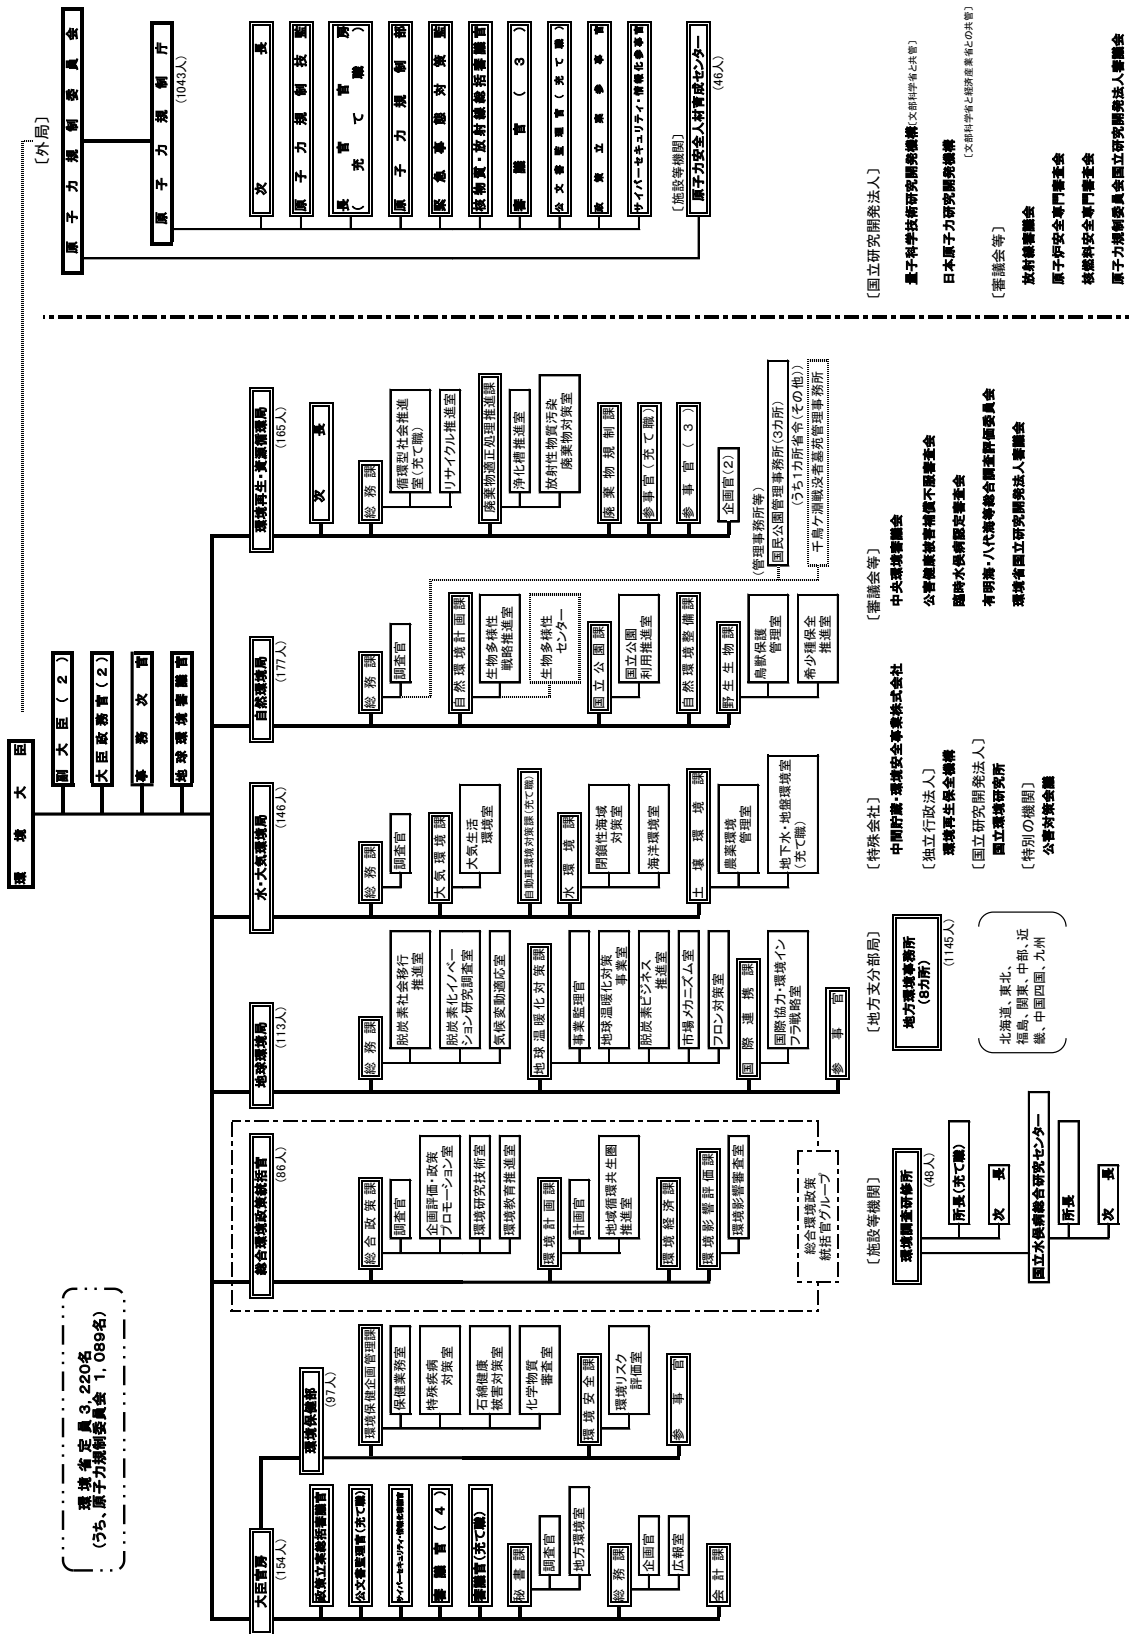 環境大臣
副大臣(2)
大臣政務官(2)
事務次官
地球環境審議官
環境省定員3,220名
(うち、原子力規制委員会 1,089名)
大臣官房
(154人)
政策立案総括審議官
公文書監理官(充て職)
サイバーセキュリティ・情報化審議官
審議官(4)
審議官(充て職)
秘書課
調査官
地方環境室
総務課
企画官
広報室
会計課
環境保健部
(97人)
環境保健企画管理課
保健業務室
特殊疾病
対策室
石綿健康
被害対策室
化学物質
審査室
環境安全課
環境リスク
評価室
参事官
総合環境政策統括官
(86人)
総合政策課
調査官
企画評価・政策
プロモーション室
環境研究技術室
環境教育推進室
環境計画課
計画官
地域循環共生圏
推進室
環境経済課
環境影響評価課
環境影響審査室
総合環境政策
統括官グループ
地球環境局
(113人)
総務課
脱炭素社会移行
推進室
脱炭素化イノベー
ション研究調査室
気候変動適応室
地球温暖化対策課
事業監理官
地球温暖化対策
事業室
脱炭素ビジネス
推進室
市場メカニズム室
フロン対策室
国際連携課
国際協力・環境イン
フラ戦略室
参事官
水・大気環境局
(146人)
総務課
調査官
大気環境課
大気生活
環境室
自動車環境対策課(充て職)
水環境課
閉鎖性海域
対策室
海洋環境室
土壌環境課
農薬環境
管理室
地下水・地盤環境室
(充て職)
自然環境局
(177人)
総務課
調査官
自然環境計画課
生物多様性
戦略推進室
生物多様性
センター
国立公園課
国立公園
利用推進室
自然環境整備課
野生生物課
鳥獣保護
管理室
希少種保全
推進室
(管理事務所等)
国民公園管理事務所(3カ所)
(うち1カ所省令(その他))
千鳥ケ淵戦没者墓苑管理事務所
環境再生・資源循環局
(165人)
次長
総務課
循環型社会推進
室(充て職)
リサイクル推進室
廃棄物適正処理推進課
浄化槽推進室
放射性物質汚染
廃棄物対策室
廃棄物規制課
参事官(充て職)
参事官(3)
企画官(2)
[施設等機関]
環境調査研修所
(48人)
所長(充て職)
次長
国立水俣病総合研究センター
所長
次長
[地方支分部局]
地方環境事務所
(8カ所)
(1145人)
北海道、東北、
福島、関東、中部、近
畿、中国四国、九州
[特殊会社]
中間貯蔵・環境安全事業株式会社
[独立行政法人]
環境再生保全機構
[国立研究開発法人]
国立環境研究所
[特別の機関]
公害対策会議
[審議会等]
中央環境審議会
公害健康被害補償不服審査会
臨時水俣病認定審査会
有明海・八代海等総合調査評価委員会
環境省国立研究開発法人審議会
[外局]
原子力規制委員会
原子力規制庁
(1043人)
次長
原子力規制技監
長官官房
(充て職)
原子力規制部
緊急事態対策監
核物質・放射線総括審議官
審議官(3)
公文書監理官(充て職)
政策立案参事官
サイバーセキュリティ・情報化参事官
[施設等機関]
原子力安全人材育成センター
(46人)
[国立研究開発法人]
量子科学技術研究開発機構[文部科学省と共管]
日本原子力研究開発機構
[文部科学省と経済産業省との共管]
[審議会等]
放射線審議会
原子炉安全専門審査会
核燃料安全専門審査会
原子力規制委員会国立研究開発法人審議会